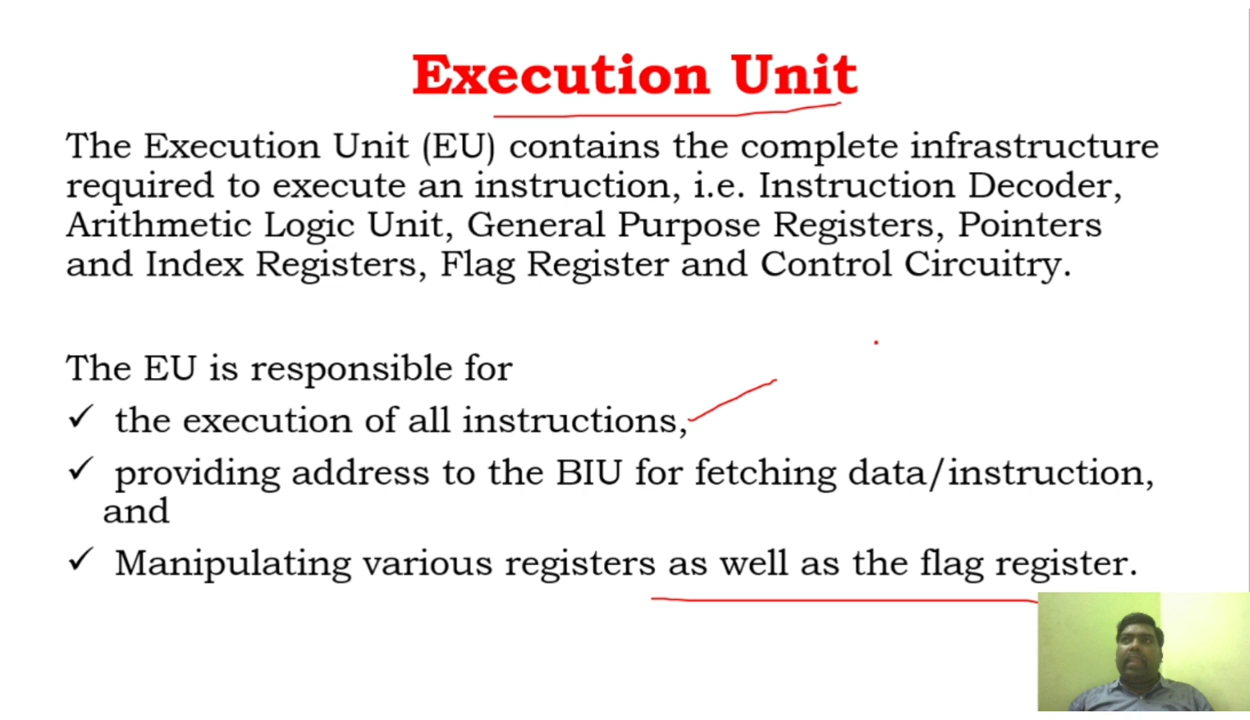 Execution Unit
The Execution Unit (EU) contains the complete infrastructure
required to execute an instruction, i.e. Instruction Decoder,
Arithmetic Logic Unit, General Purpose Registers, Pointers
and Index Registers, Flag Register and Control Circuitry.
The EU is responsible for
✓ the execution of all instructions,
✓ providing address to the BIU for fetching data/instruction,
and
✓ Manipulating various registers as well as the flag register.